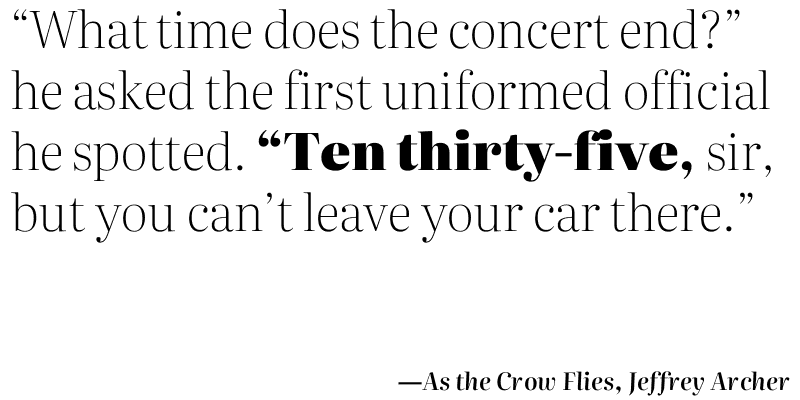 “What time does the concert end?”
he asked the first uniformed official
he spotted. “Ten thirty-five, sir,
but you can’t leave your car there.”
—As the Crow Flies, Jeffrey Archer